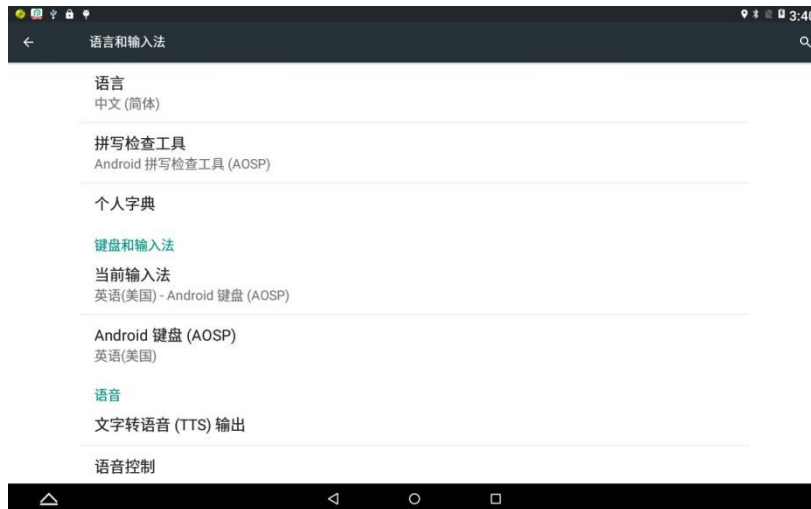 3:40
语言和输入法
语言
中文 (简体)
拼写检查工具
Android 拼写检查工具 (AOSP)
个人字典
键盘和输入法
当前输入法
英语(美国) - Android 键盘 (AOSP)
Android 键盘 (AOSP)
英语(美国)
语音
文字转语音 (TTS) 输出
语音控制